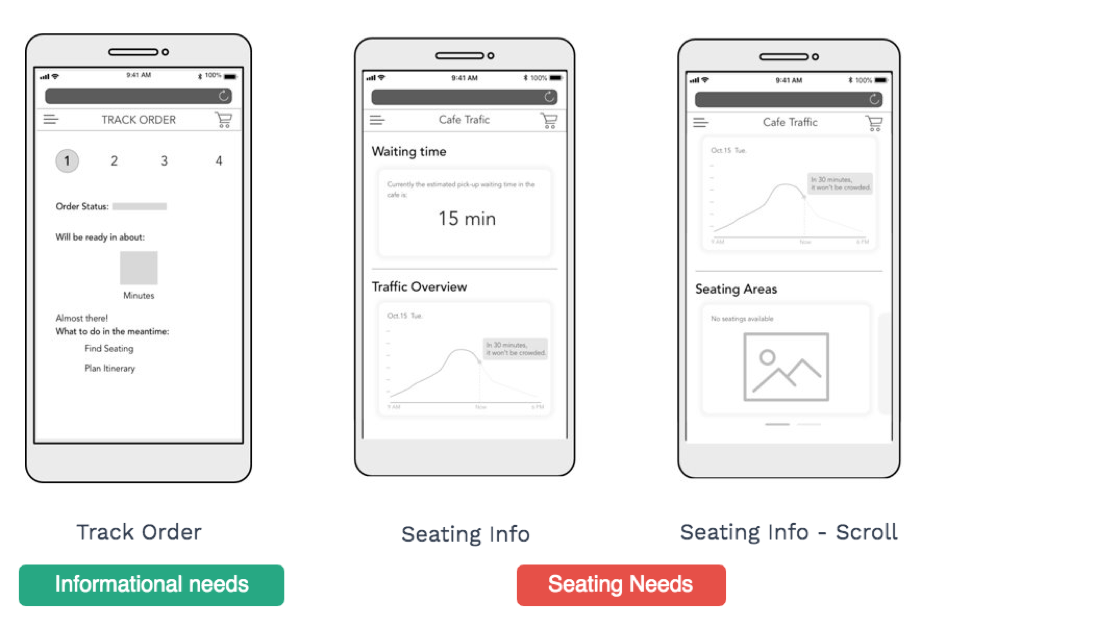 9:41 AM
100%
TRACK ORDER
1 2 3 4
Order Status:
Will be ready in about:
Minutes
Almost there!
What to do in the meantime:
Find Seating
Plan Itinerary
Track Order
Informational needs
9:41 AM
100%
Cafe Trafic
Waiting time
Currently the estimated pick-up waiting time in the
cafe is:
15 min
Traffic Overview
Oct.15 Tue.
In 30 minutes,
it won't be crowded.
9 AM Now 6 PM
Seating Info
9:41 AM
100%
Cafe Traffic
Oct.15 Tue.
In 30 minutes,
it won't be crowded.
9 AM Now 6 PM
Seating Areas
No seatings available
Seating Info - Scroll
Seating Needs